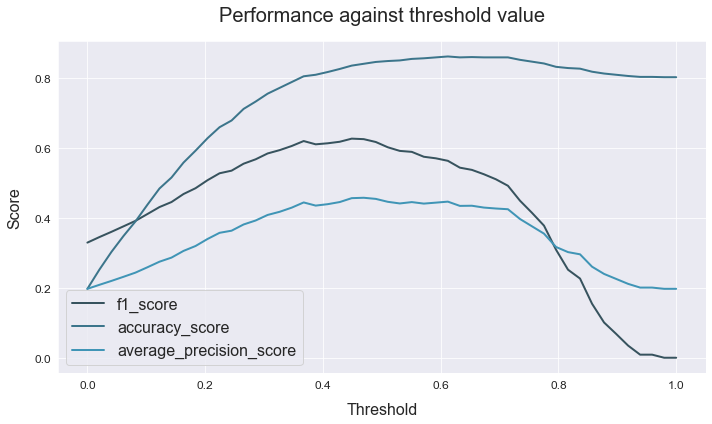 Performance against threshold value
Score
0.8
0.6
0.4
0.2
0.0
f1_score
accuracy_score
average_precision_score
0.0 0.2 0.4 0.6 0.8 1.0
Threshold